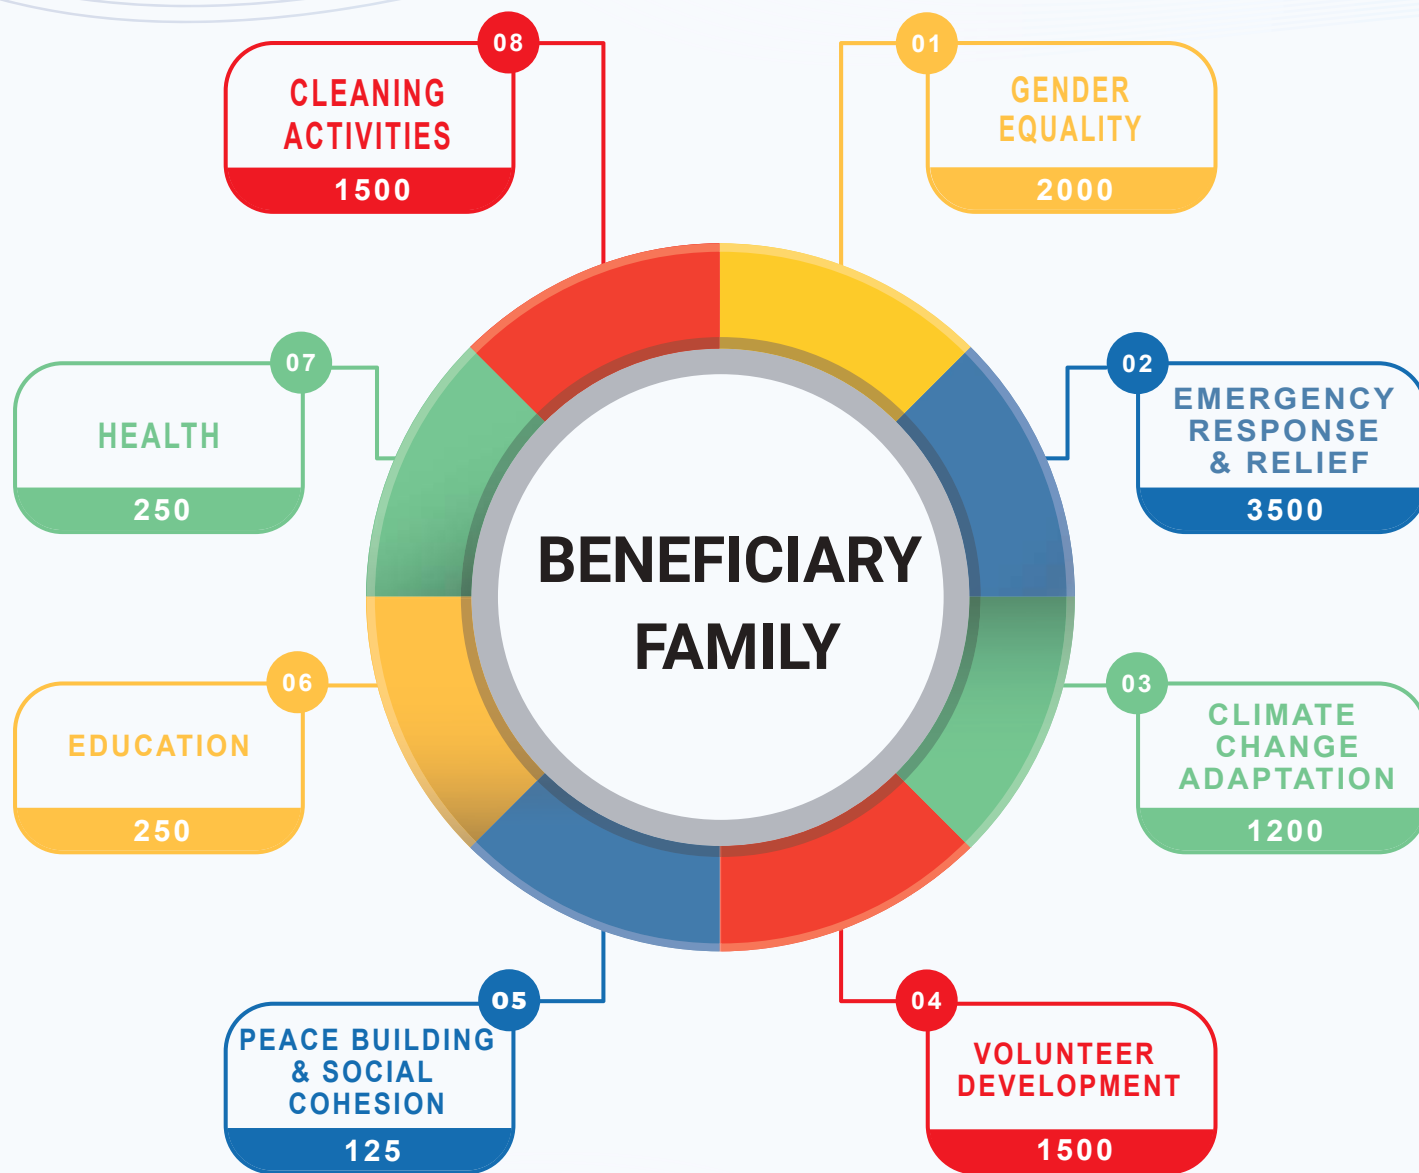 BENEFICIARY
FAMILY
01
GENDER
EQUALITY
2000
02
EMERGENCY
RESPONSE
& RELIEF
3500
03
CLIMATE
CHANGE
ADAPTATION
1200
04
VOLUNTEER
DEVELOPMENT
1500
05
PEACE BUILDING
& SOCIAL
COHESION
125
06
EDUCATION
250
07
HEALTH
250
08
CLEANING
ACTIVITIES
1500